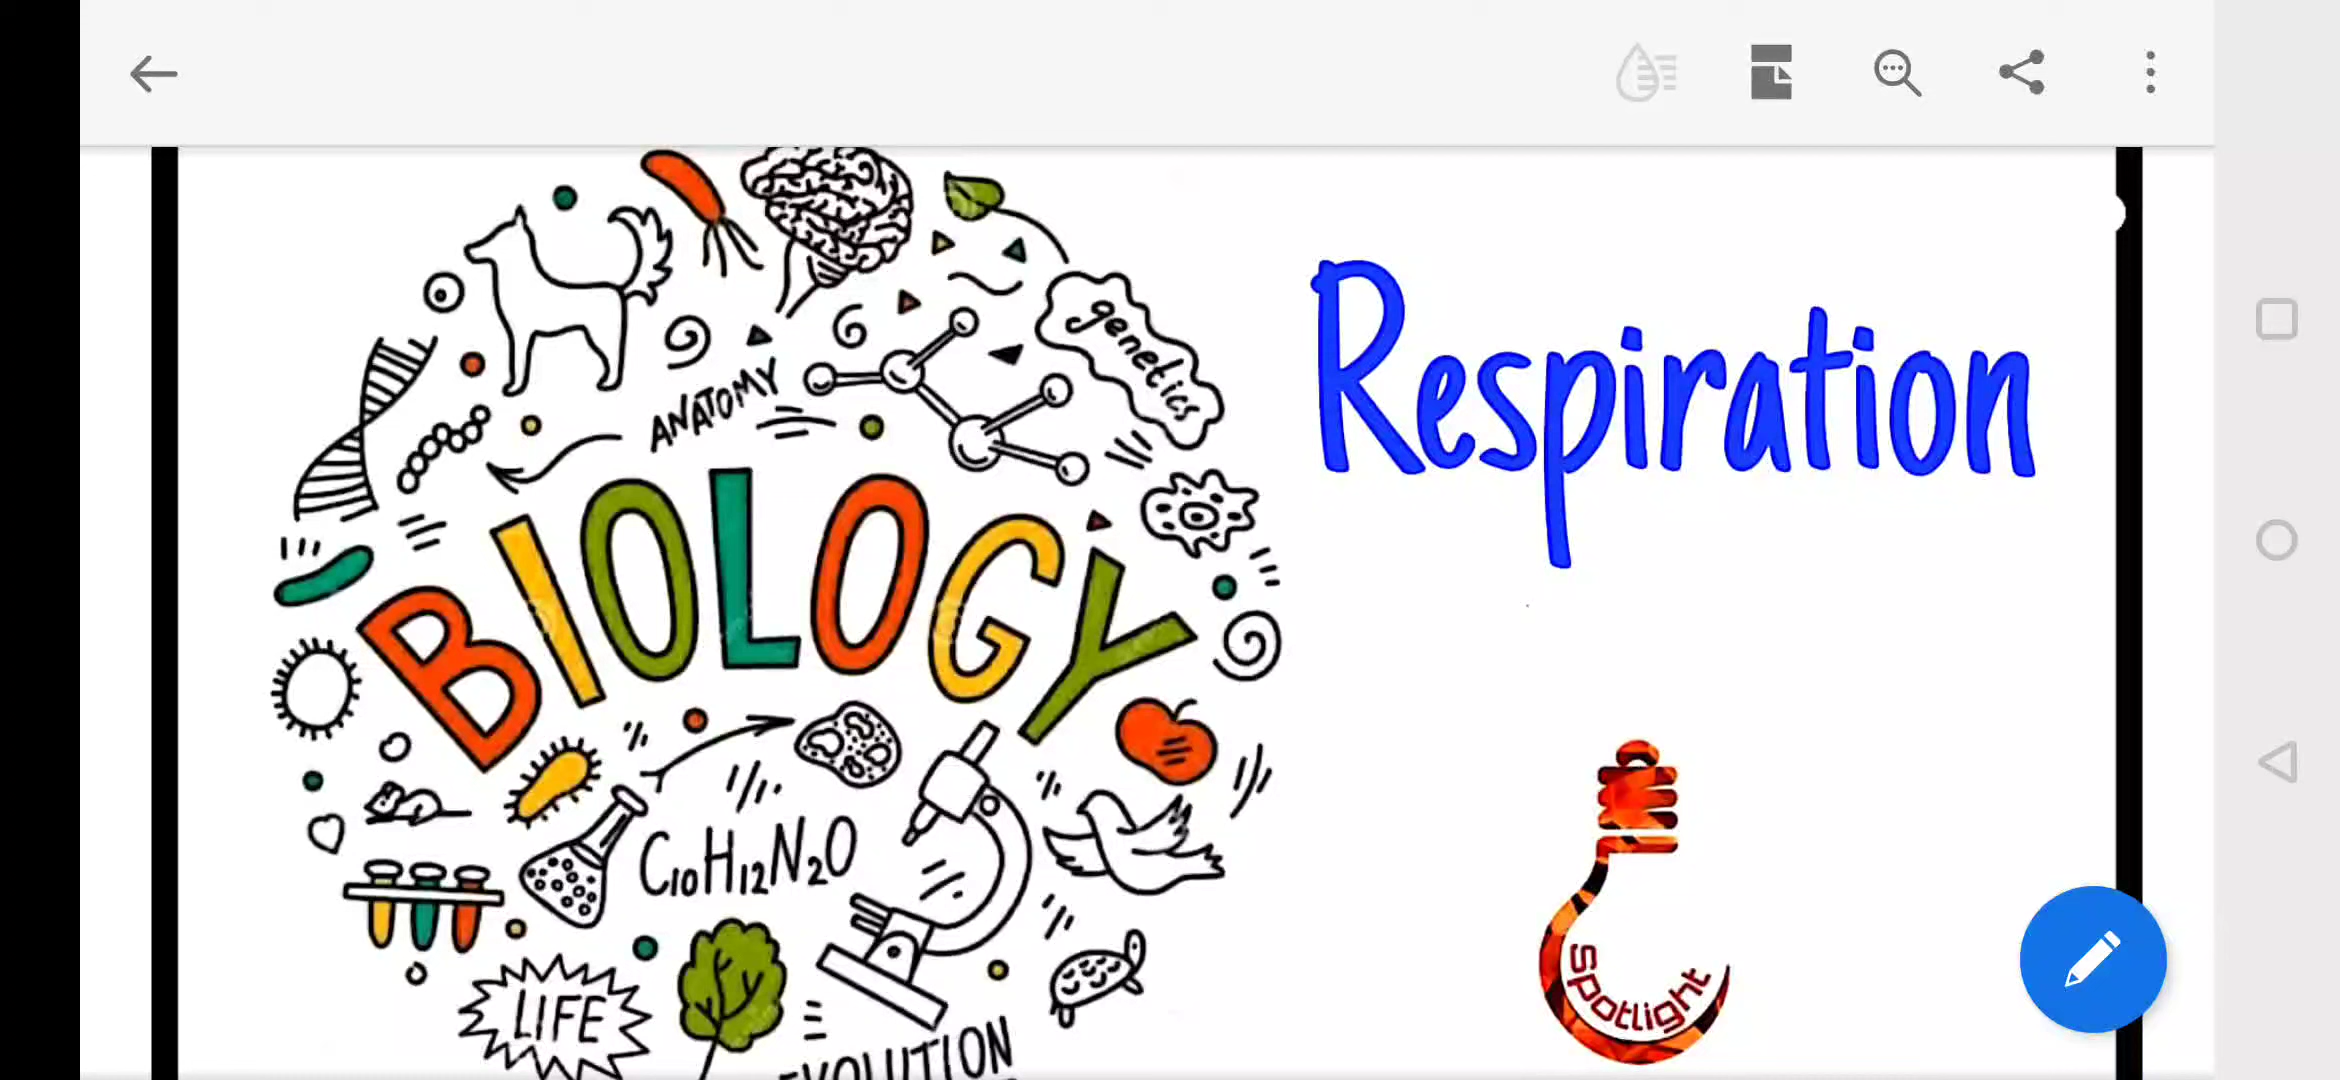 genetics
Respiration
ANATOMY
BIOLOGY
C10H12N2O
LIFE
EVOLUTION
Spotlight